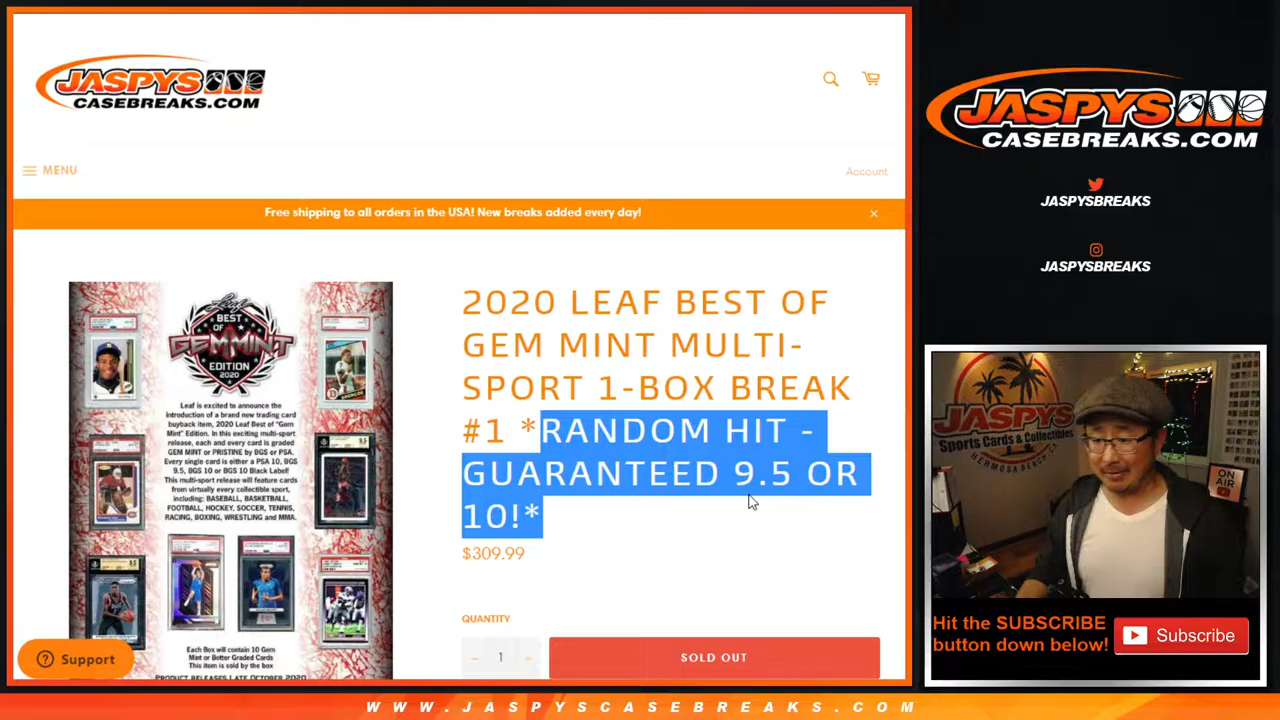 JASPYS
CASEBREAKS.COM
MENU
Account
Free shipping to all orders in the USA! New breaks added every day!
×
Leaf
BEST
OF
GEM MINT
EDITION
2020
Leaf is excited to announce the
introduction of a brand new trading card
buyback item, 2020 Leaf Best of "Gem
Mint" Edition. In this exciting multi-sport
release, each and every card is graded
GEM MINT or PRISTINE by BGS or PSA.
Every single card is either a PSA 10, BGS
9.5, BGS 10 or BGS 10 Black Label!
This multi-sport release will feature cards
from virtually every collectible sport,
including: BASEBALL, BASKETBALL,
FOOTBALL, HOCKEY, SOCCER, TENNIS,
RACING, BOXING, WRESTLING and MMA.
Each Box will contain 10 Gem
Mint or Better Graded Cards
This item is sold by the box
PRODUCT RELEASES LATE OCTOBER 2020
2020 LEAF BEST OF
GEM MINT MULTI-
SPORT 1-BOX BREAK
#1 *RANDOM HIT -
GUARANTEED 9.5 OR
10!*
$309.99
QUANTITY
- 1 +
SOLD OUT
Support
JASPYS
CASEBREAKS.COM
JASPYSBREAKS
JASPYSBREAKS
JASPYS
Sports Cards & Collectibles
HERMOSA BEACH, CA
ON
AIR
Hit the SUBSCRIBE
button down below!
Subscribe
WWW.JASPYSCASEBREAKS.COM